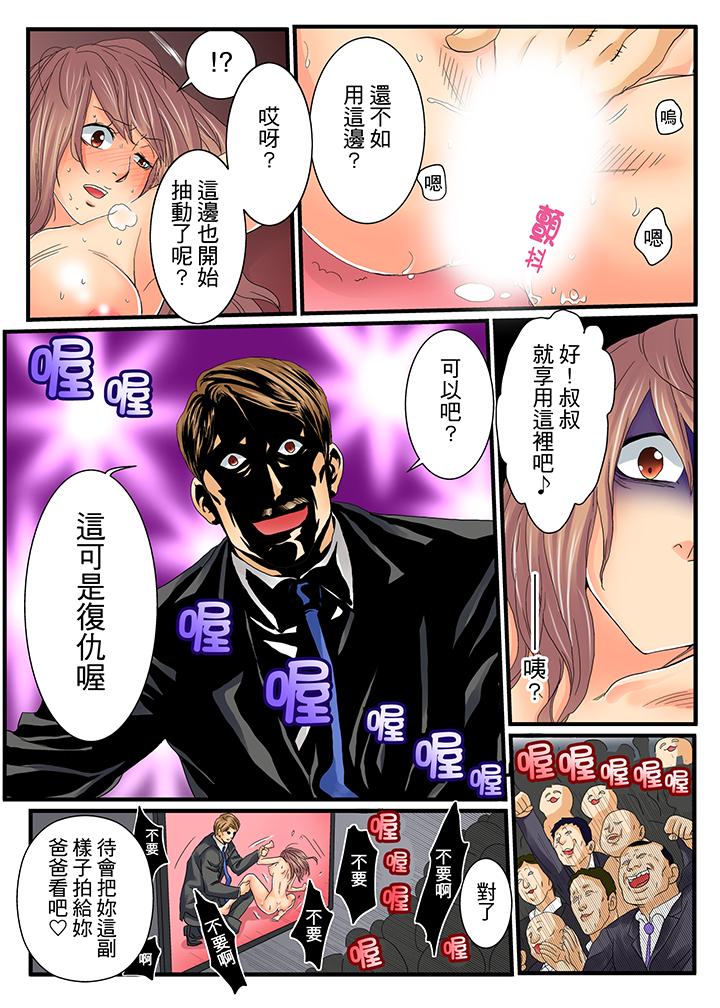 還不如
用這邊？
嗚
嗯
嗯
顫
抖
哎呀？
這邊也開始
抽動了呢？
!?
好！叔叔
就享用這裡吧♪
咦？
可以吧？
喔
喔
這可是復仇喔
喔
喔
喔
喔
喔
喔喔喔喔喔
對了
不要啊
喔
喔
喔
喔
不要
不要
不要啊
不要
不要啊
待會把妳這副
樣子拍給妳
爸爸看吧♡